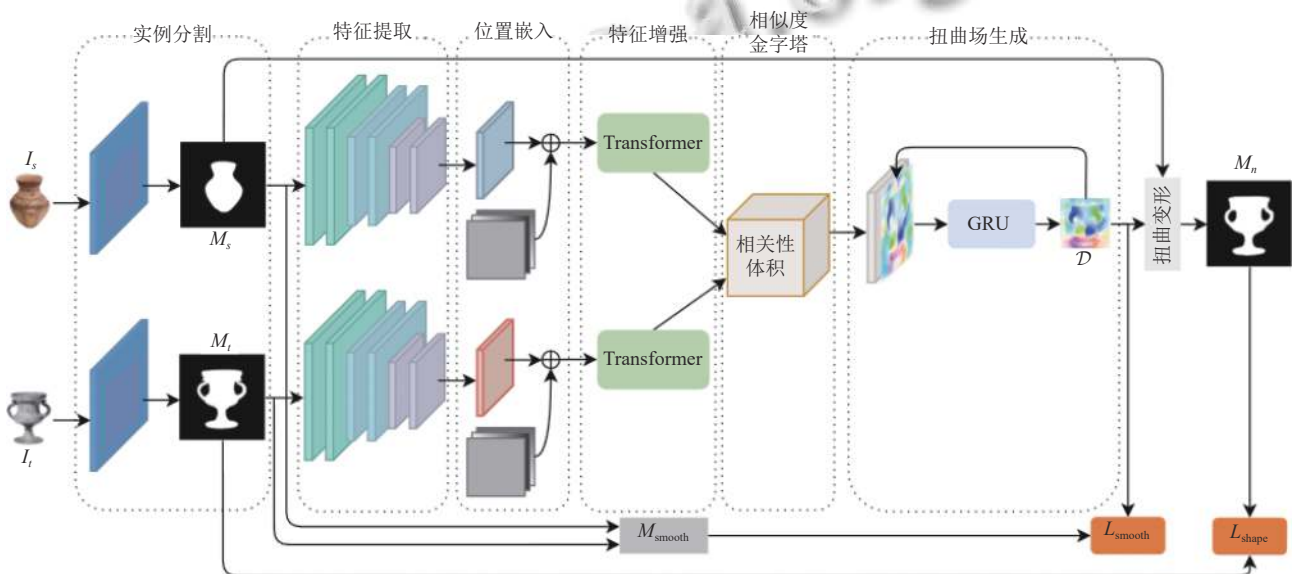 实例分割
特征提取
位置嵌入
特征增强
相似度
金字塔
扭曲场生成
I_s
M_s
Transformer
相关性
体积
GRU
𝒟
扭曲变形
M_n
I_t
M_t
Transformer
M_smooth
L_smooth
L_shape